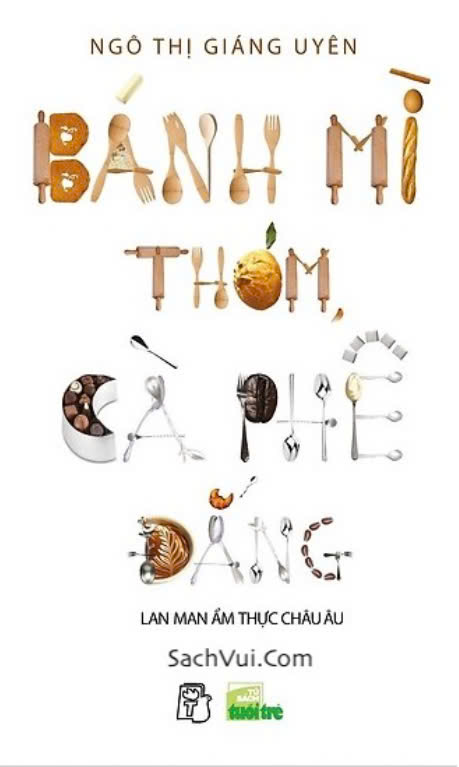 NGÔ THỊ GIÁNG UYÊN
BÁNH MÌ
THƠM,
CÀ PHÊ
ĐẮNG
LAN MAN ẨM THỰC CHÂU ÂU
SachVui.Com
TỦ
SÁCH
tuổi trẻ